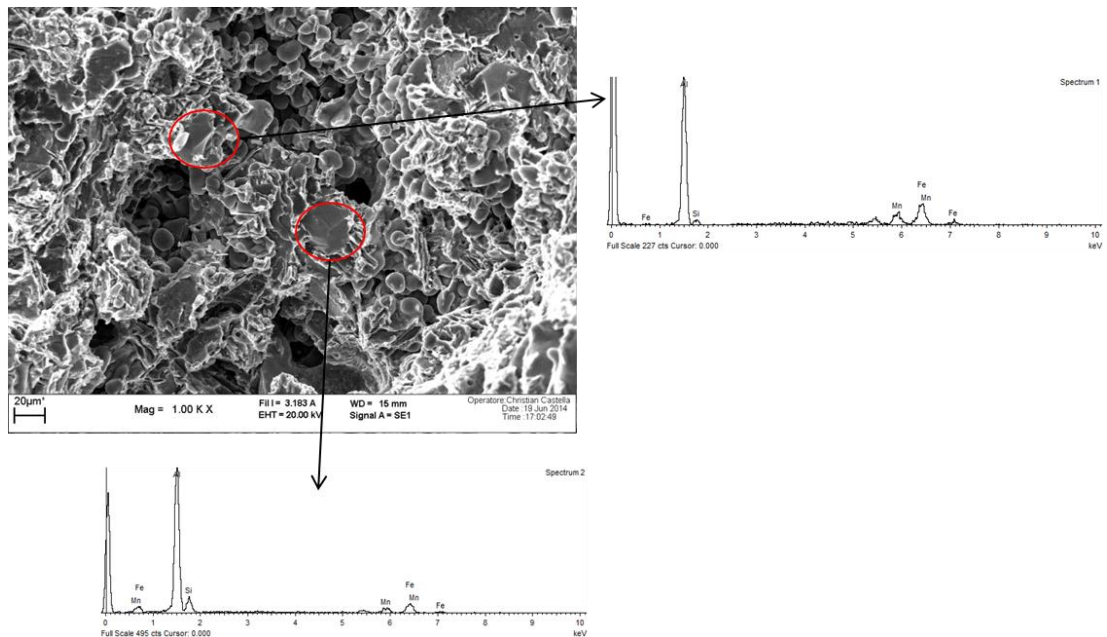 20µm*
Mag = 1.00 K X
Fil I = 3.183 A
EHT = 20.00 kV
WD = 15 mm
Signal A = SE1
Operatore:Christian Castella
Date :19 Jun 2014
Time :17:02:49
Spectrum 1
Al
Fe
Si
Mn
Fe
Mn
Fe
0 1 2 3 4 5 6 7 8 9 10
Full Scale 227 cts Cursor: 0.000
keV
Spectrum 2
Al
Fe
Mn
Si
Mn
Fe
Fe
0 1 2 3 4 5 6 7 8 9 10
Full Scale 495 cts Cursor: 0.000
keV